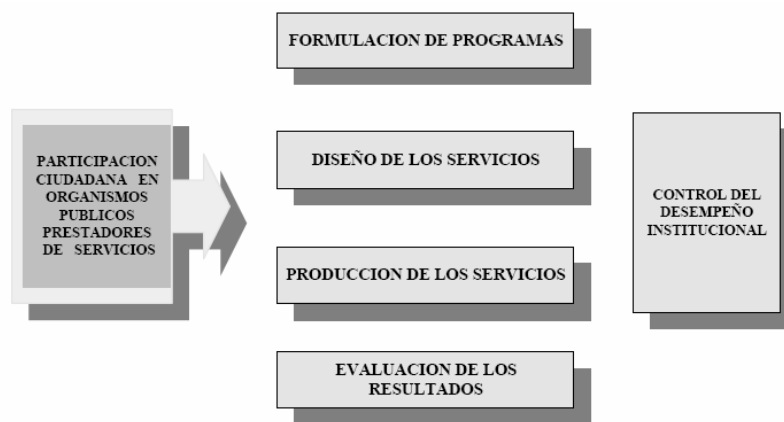 FORMULACION DE PROGRAMAS
PARTICIPACION
CIUDADANA EN
ORGANISMOS
PUBLICOS
PRESTADORES
DE SERVICIOS
DISEÑO DE LOS SERVICIOS
PRODUCCION DE LOS SERVICIOS
EVALUACION DE LOS
RESULTADOS
CONTROL DEL
DESEMPEÑO
INSTITUCIONAL